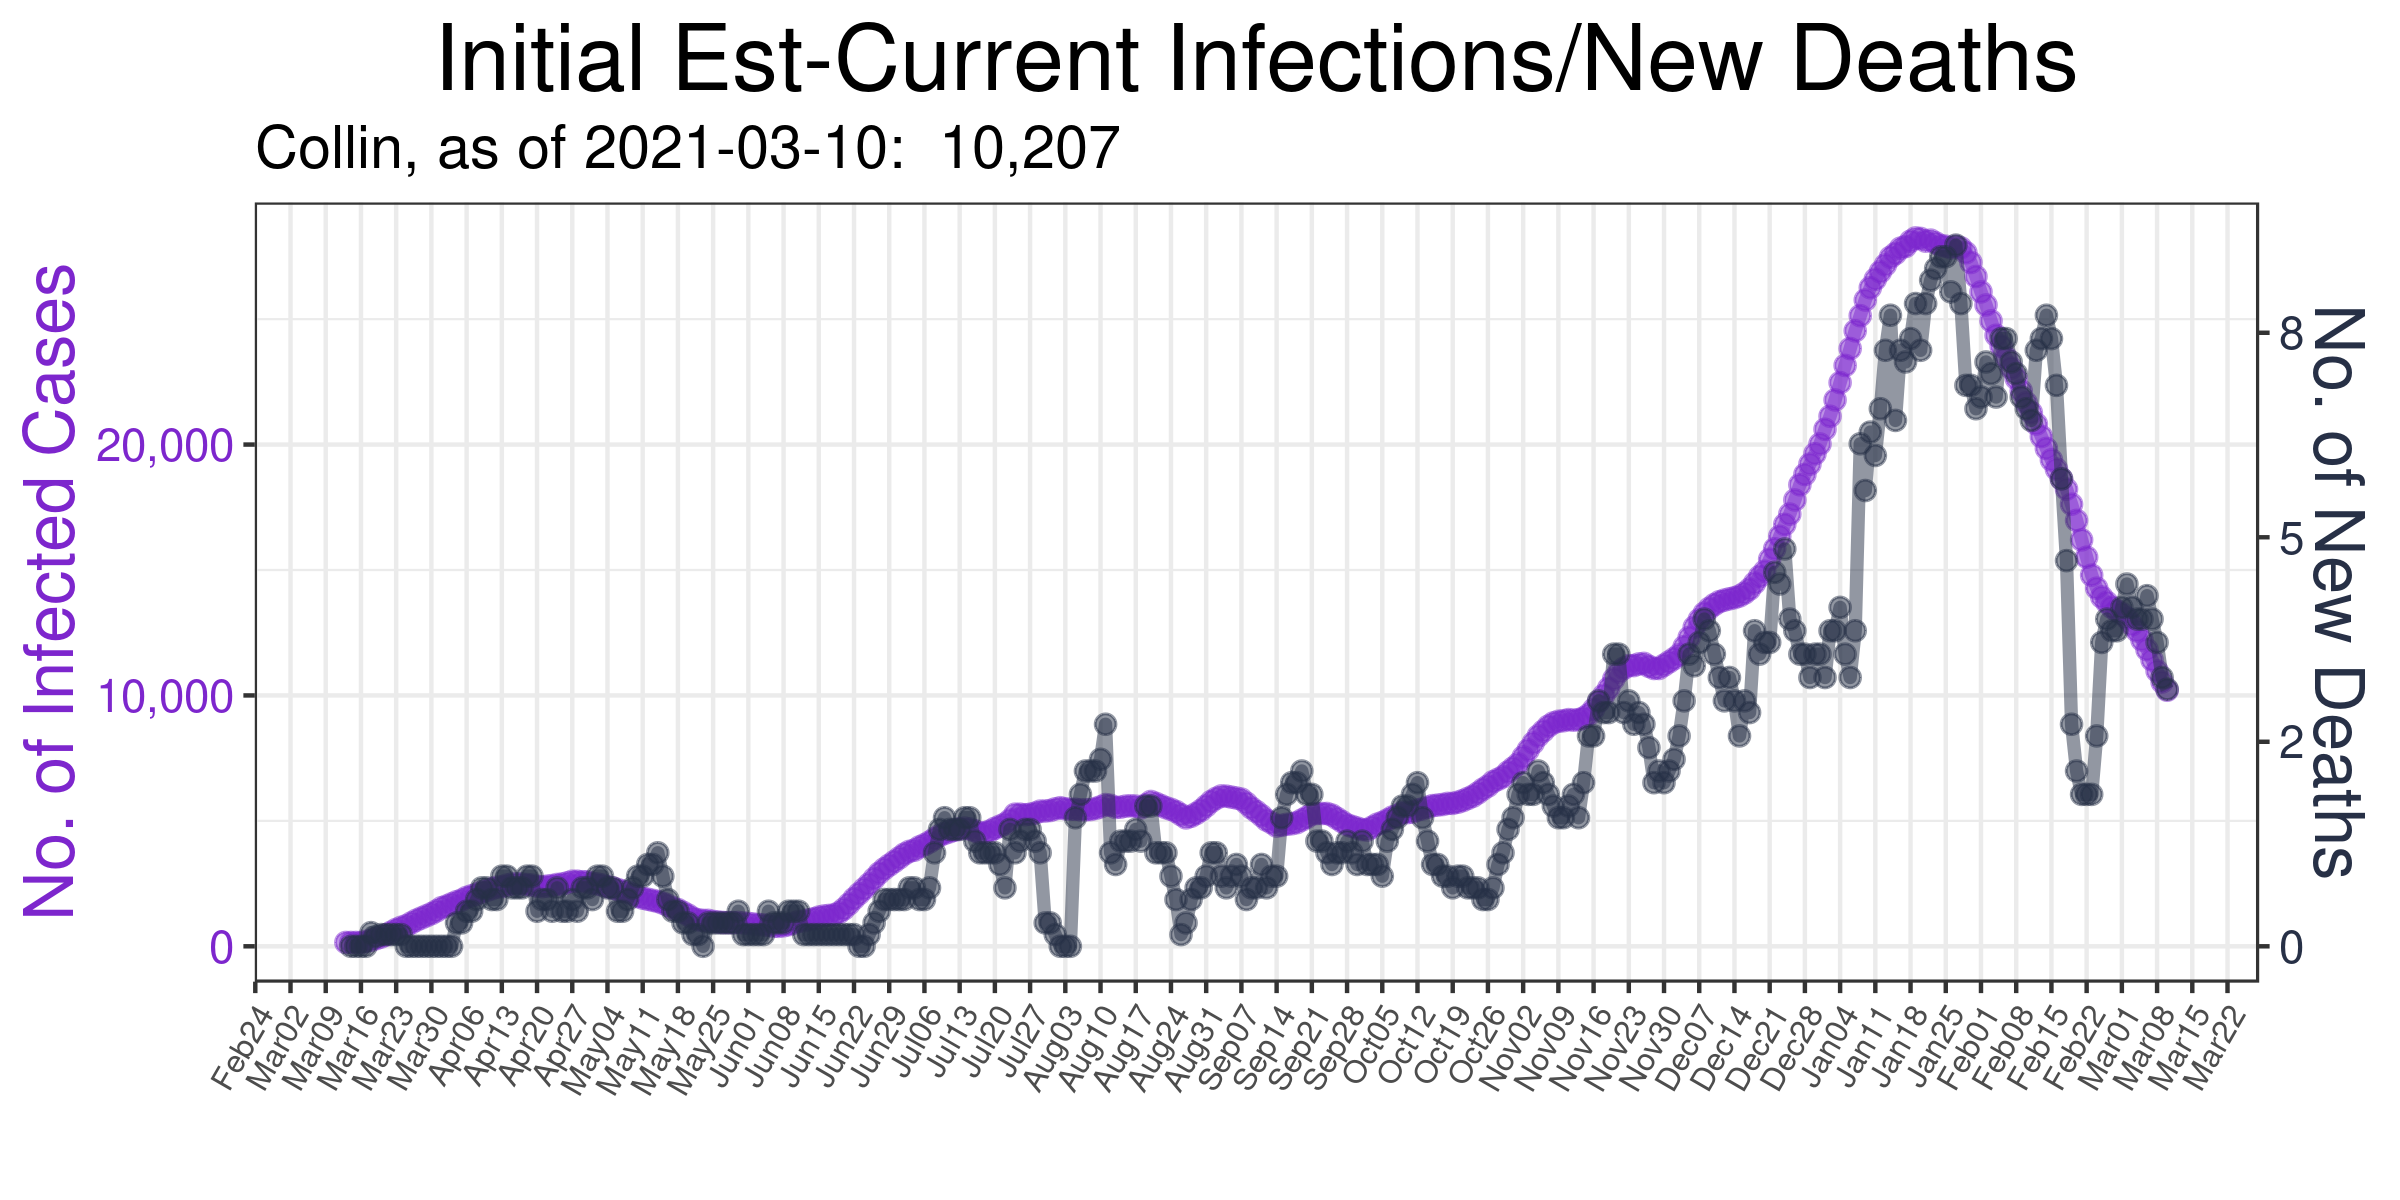 Initial Est-Current Infections/New Deaths
Collin, as of 2021-03-10:  10,207
No. of Infected Cases
20,000
10,000
0
8
5
2
0
No. of New Deaths
Feb24
Mar02
Mar09
Mar16
Mar23
Mar30
Apr06
Apr13
Apr20
Apr27
May04
May11
May18
May25
Jun01
Jun08
Jun15
Jun22
Jun29
Jul06
Jul13
Jul20
Jul27
Aug03
Aug10
Aug17
Aug24
Aug31
Sep07
Sep14
Sep21
Sep28
Oct05
Oct12
Oct19
Oct26
Nov02
Nov09
Nov16
Nov23
Nov30
Dec07
Dec14
Dec21
Dec28
Jan04
Jan11
Jan18
Jan25
Feb01
Feb08
Feb15
Feb22
Mar01
Mar08
Mar15
Mar22